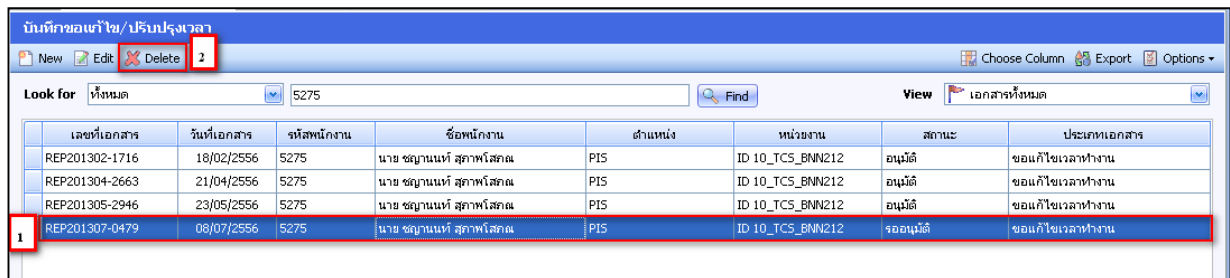 บันทึกขอแก้ไข/ปรับปรุงเวลา
New Edit Delete 2 Choose Column Export Options
Look for ทั้งหมด 5275 Find View เอกสารทั้งหมด
เลขที่เอกสาร วันที่เอกสาร รหัสพนักงาน ชื่อพนักงาน ตำแหน่ง หน่วยงาน สถานะ ประเภทเอกสาร
REP201302-1716 18/02/2556 5275 นาย ชญานนท์ สุภาพโสภณ PIS ID 10_TCS_BNN212 อนุมัติ ขอแก้ไขเวลาทำงาน
REP201304-2663 21/04/2556 5275 นาย ชญานนท์ สุภาพโสภณ PIS ID 10_TCS_BNN212 อนุมัติ ขอแก้ไขเวลาทำงาน
REP201305-2946 23/05/2556 5275 นาย ชญานนท์ สุภาพโสภณ PIS ID 10_TCS_BNN212 อนุมัติ ขอแก้ไขเวลาทำงาน
1 REP201307-0479 08/07/2556 5275 นาย ชญานนท์ สุภาพโสภณ PIS ID 10_TCS_BNN212 รออนุมัติ ขอแก้ไขเวลาทำงาน